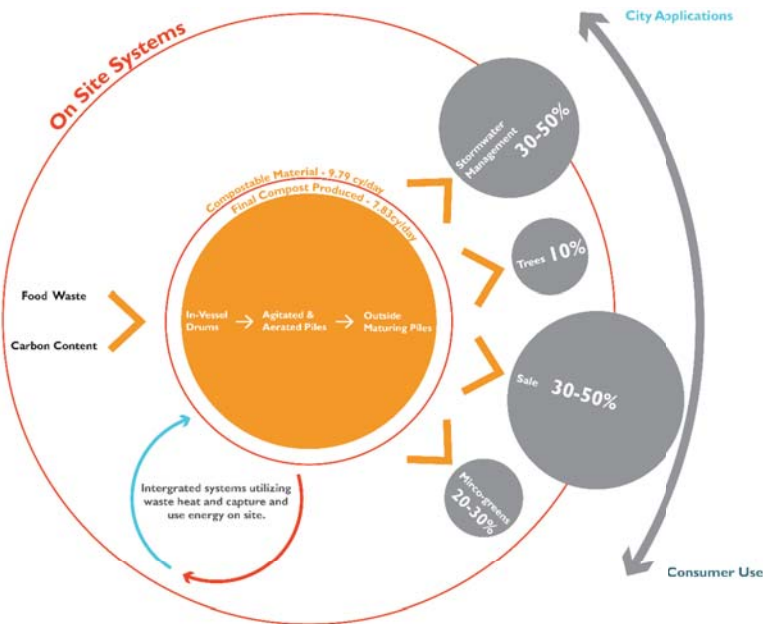 City Applications
On Site Systems
Stormwater
Management
30-50%
Compostable Material - 9.79 cy/day
Final Compost Produced - 7.83cy/day
Trees 10%
Food Waste
Carbon Content
In-Vessel
Drums
Agitated &
Aerated Piles
Outside
Maturing Piles
Sale 30-50%
Mirco-greens
20-30%
Intergrated systems utilizing
waste heat and capture and
use energy on site.
Consumer Use